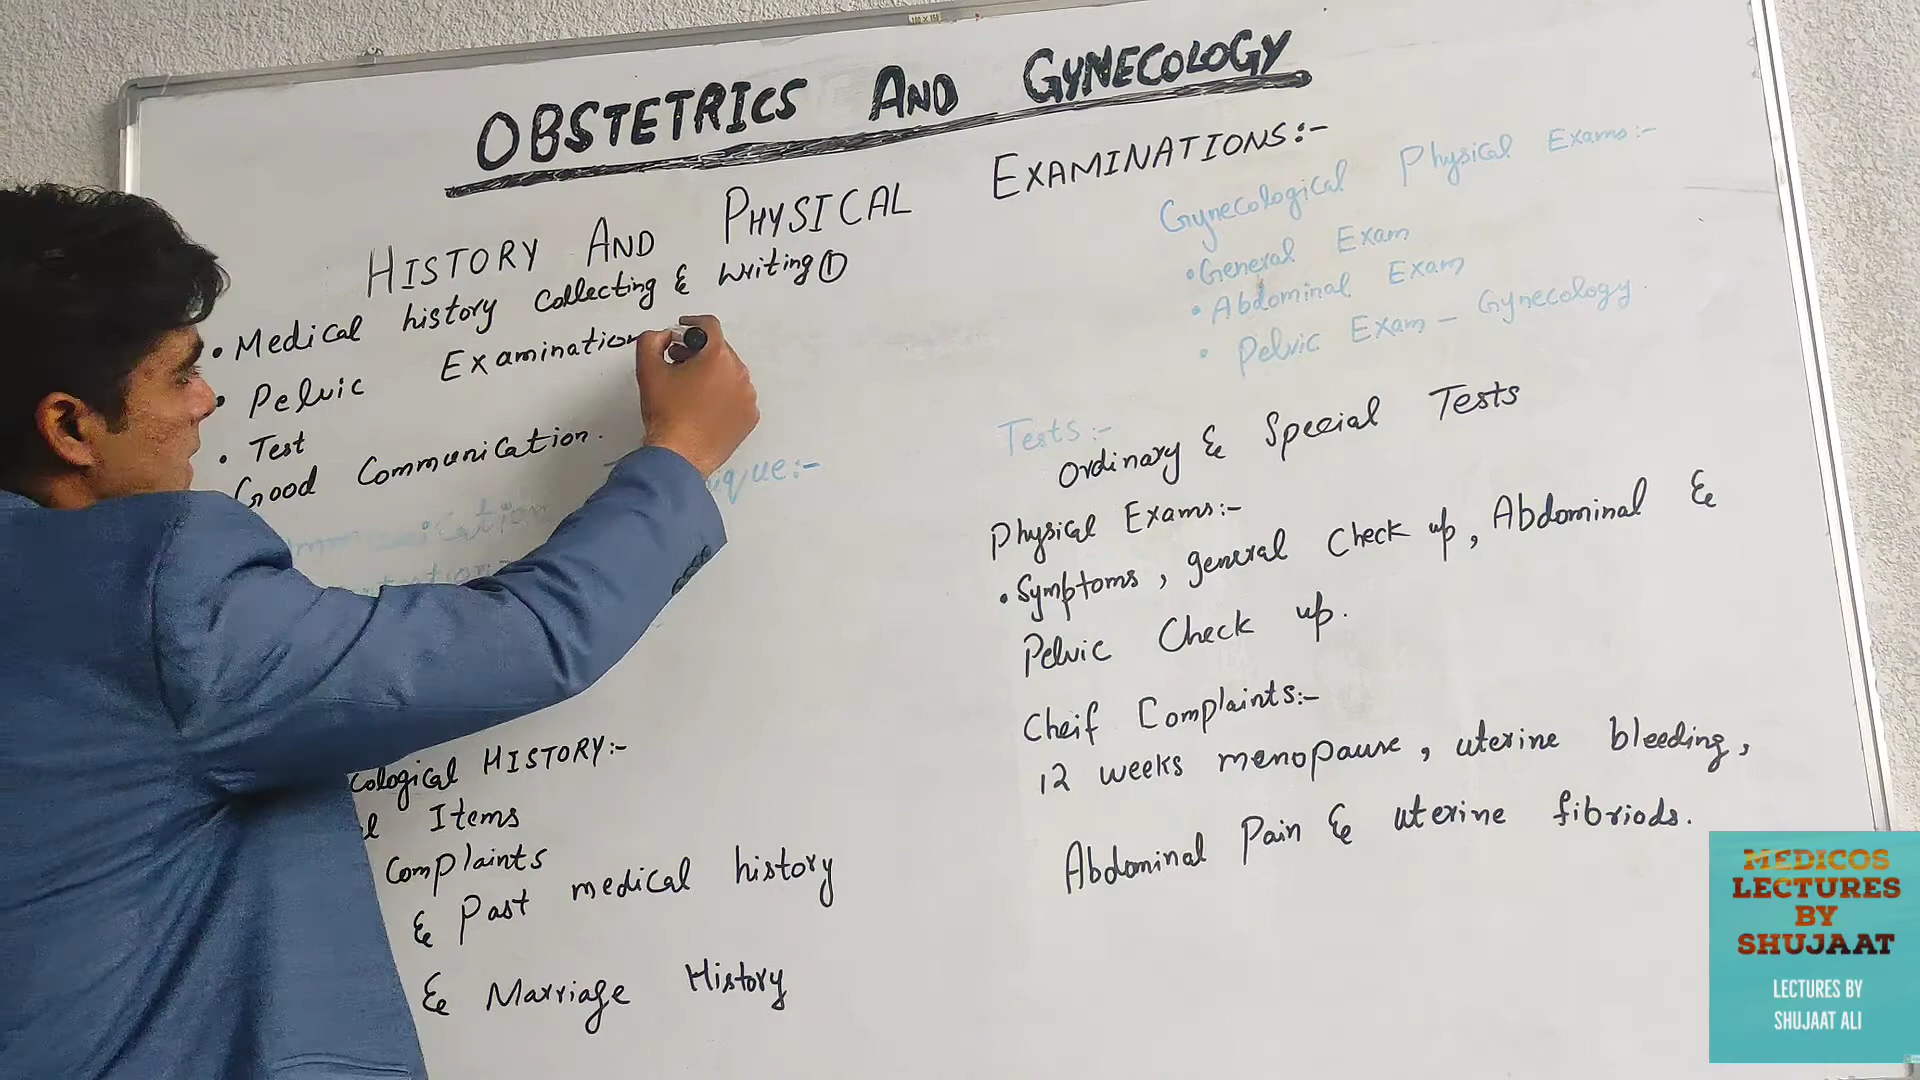 OBSTETRICS AND GYNECOLOGY
HISTORY AND PHYSICAL EXAMINATIONS:-
• Medical history Collecting & Writing ①
• Pelvic Examination
• Test
Good Communication.
mmunication ique:-
cological HISTORY:-
Items
Complaints
& Past medical history
& Marriage History
Gynecological Physical Exams:-
• General Exam
• Abdominal Exam
• Pelvic Exam - Gynecology.
Tests:-
Ordinary & Special Tests
Physical Exams:-
• Symptoms, general Check up, Abdominal &
Pelvic Check up.
Cheif Complaints:-
12 weeks menopause, uterine bleeding,
Abdominal Pain & uterine fibriods.
MEDICOS
LECTURES
BY
SHUJAAT
LECTURES BY
SHUJAAT ALI